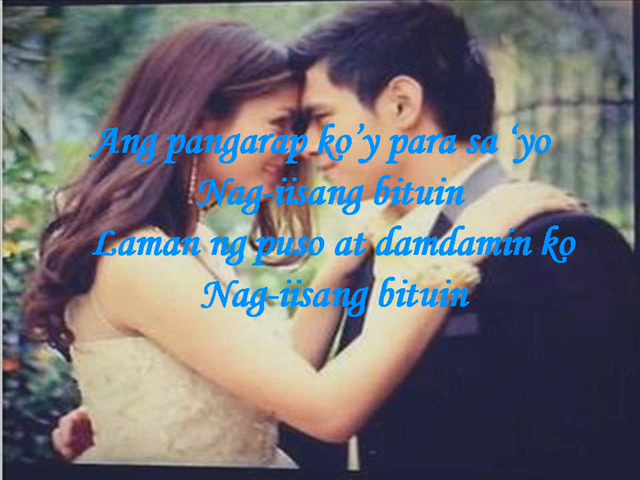 Ang pangarap ko’y para sa ‘yo
Nag-iisang bituin
Laman ng puso at damdamin ko
Nag-iisang bituin